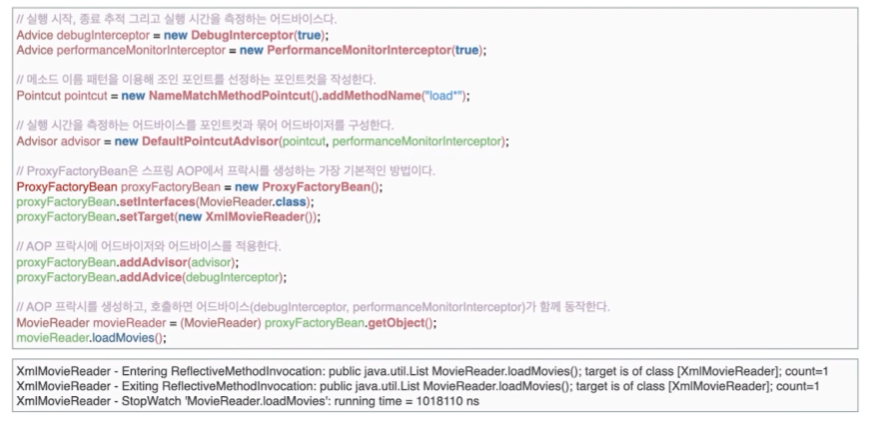 // 실행 시작, 종료 추적 그리고 실행 시간을 측정하는 어드바이스다.
Advice debugInterceptor = new DebugInterceptor(true);
Advice performanceMonitorInterceptor = new PerformanceMonitorInterceptor(true);
// 메소드 이름 패턴을 이용해 조인 포인트를 선정하는 포인트컷을 작성한다.
Pointcut pointcut = new NameMatchMethodPointcut().addMethodName("load*");
// 실행 시간을 측정하는 어드바이스를 포인트컷과 묶어 어드바이저를 구성한다.
Advisor advisor = new DefaultPointcutAdvisor(pointcut, performanceMonitorInterceptor);
// ProxyFactoryBean은 스프링 AOP에서 프락시를 생성하는 가장 기본적인 방법이다.
ProxyFactoryBean proxyFactoryBean = new ProxyFactoryBean();
proxyFactoryBean.setInterfaces(MovieReader.class);
proxyFactoryBean.setTarget(new XmlMovieReader());
// AOP 프락시에 어드바이저와 어드바이스를 적용한다.
proxyFactoryBean.addAdvisor(advisor);
proxyFactoryBean.addAdvice(debugInterceptor);
// AOP 프락시를 생성하고, 호출하면 어드바이스(debugInterceptor, performanceMonitorInterceptor)가 함께 동작한다.
MovieReader movieReader = (MovieReader) proxyFactoryBean.getObject();
movieReader.loadMovies();
XmlMovieReader - Entering ReflectiveMethodInvocation: public java.util.List MovieReader.loadMovies(); target is of class [XmlMovieReader]; count=1
XmlMovieReader - Exiting ReflectiveMethodInvocation: public java.util.List MovieReader.loadMovies(); target is of class [XmlMovieReader]; count=1
XmlMovieReader - StopWatch 'MovieReader.loadMovies': running time = 1018110 ns